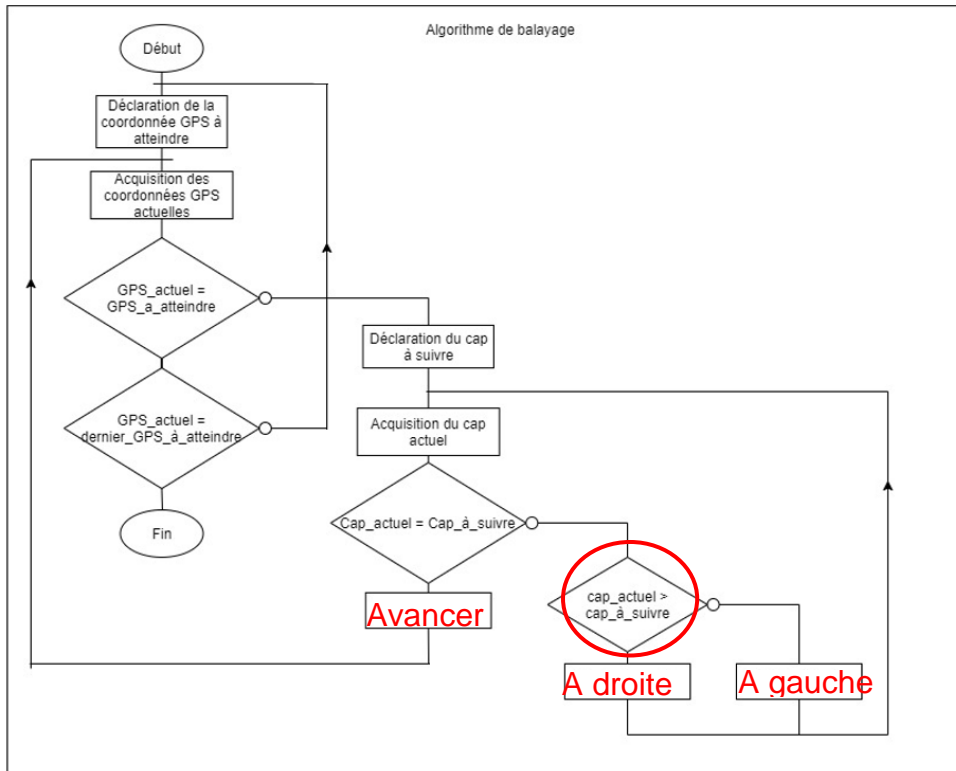 Algorithme de balayage
Début
Déclaration de la
coordonnée GPS à
atteindre
Acquisition des
coordonnées GPS
actuelles
GPS_actuel =
GPS_a_atteindre
GPS_actuel =
dernier_GPS_à_atteindre
Fin
Déclaration du cap
à suivre
Acquisition du cap
actuel
Cap_actuel = Cap_à_suivre
Avancer
cap_actuel >
cap_à_suivre
A droite
A gauche